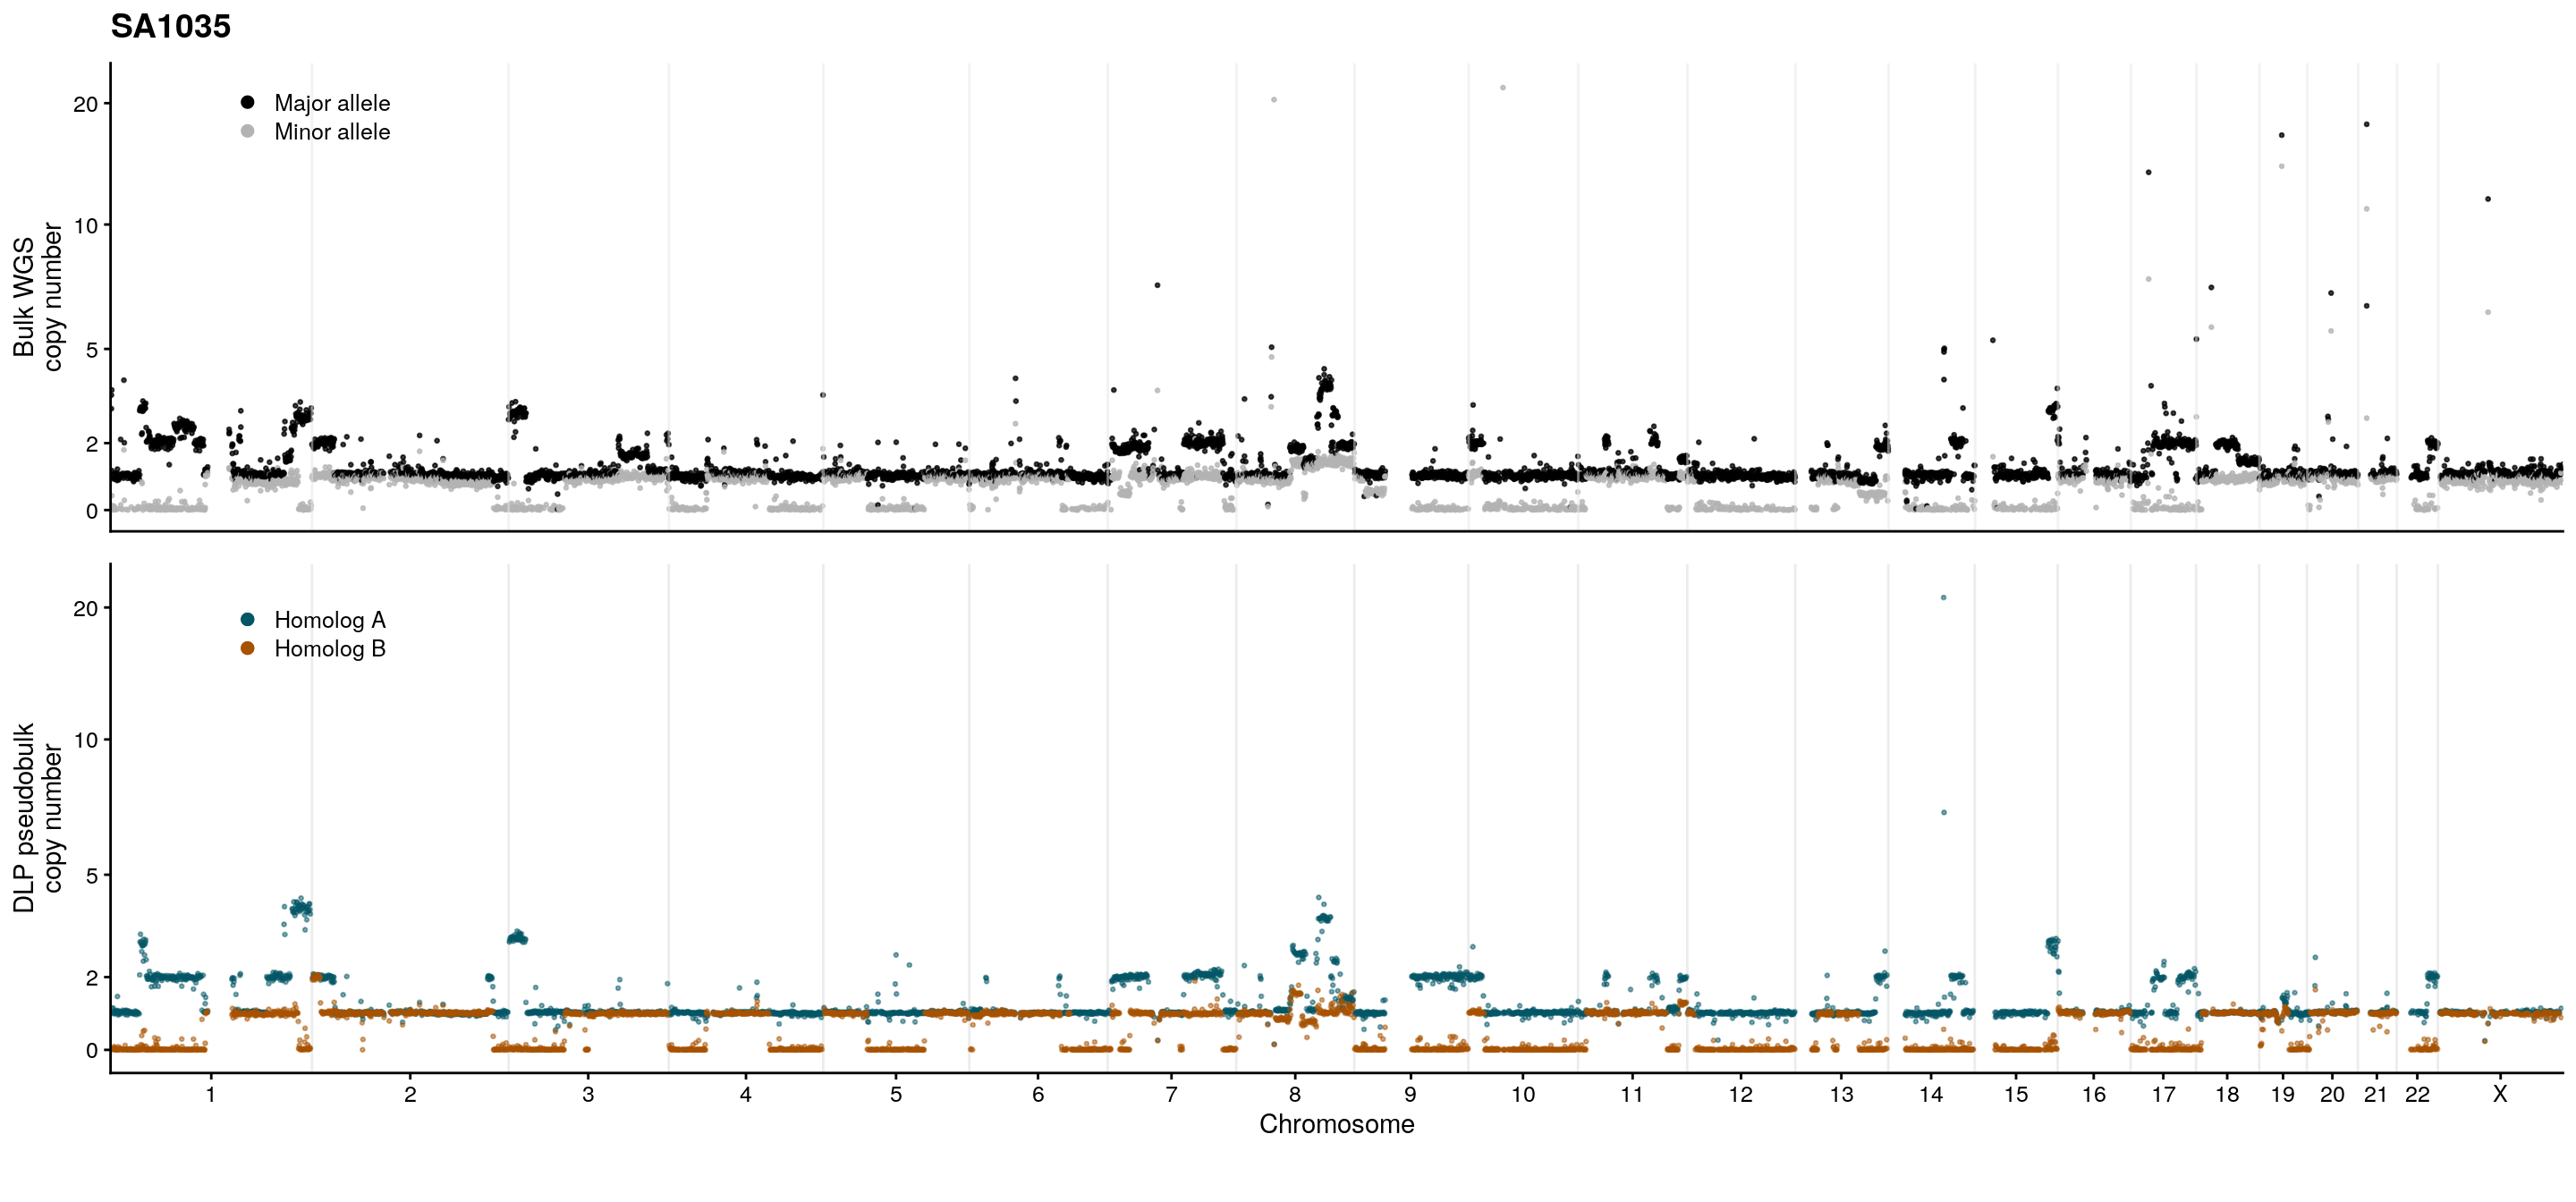 SA1035
Bulk WGS
copy number
20
10
5
2
0
Major allele
Minor allele
DLP pseudobulk
copy number
20
10
5
2
0
Homolog A
Homolog B
1 2 3 4 5 6 7 8 9 10 11 12 13 14 15 16 17 18 19 20 21 22 X
Chromosome